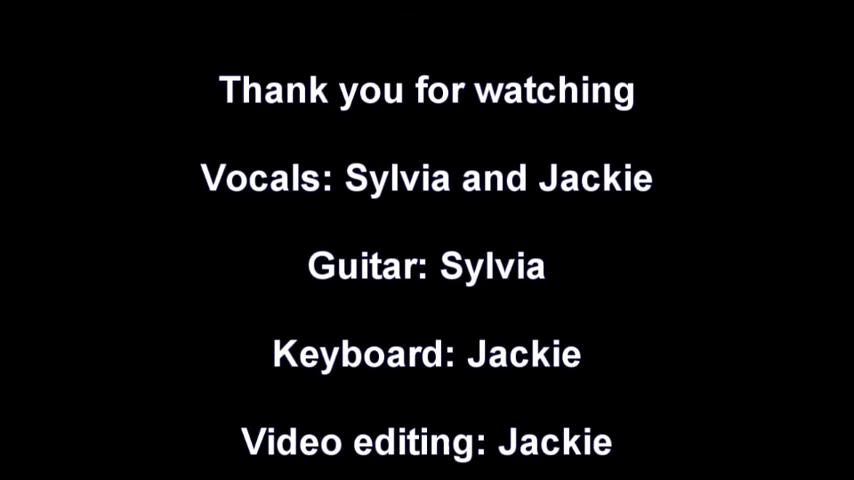 Thank you for watching
Vocals: Sylvia and Jackie
Guitar: Sylvia
Keyboard: Jackie
Video editing: Jackie